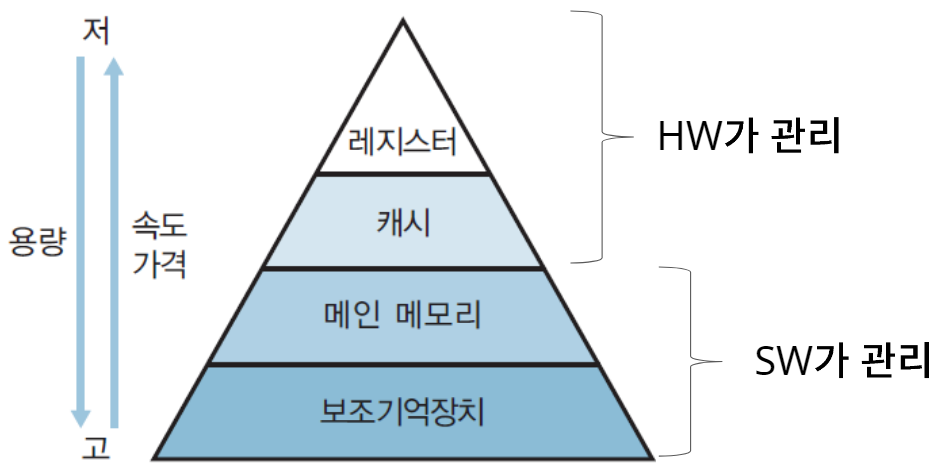 저
레지스터
HW가 관리
캐시
용량
속도
가격
메인 메모리
SW가 관리
보조기억장치
고